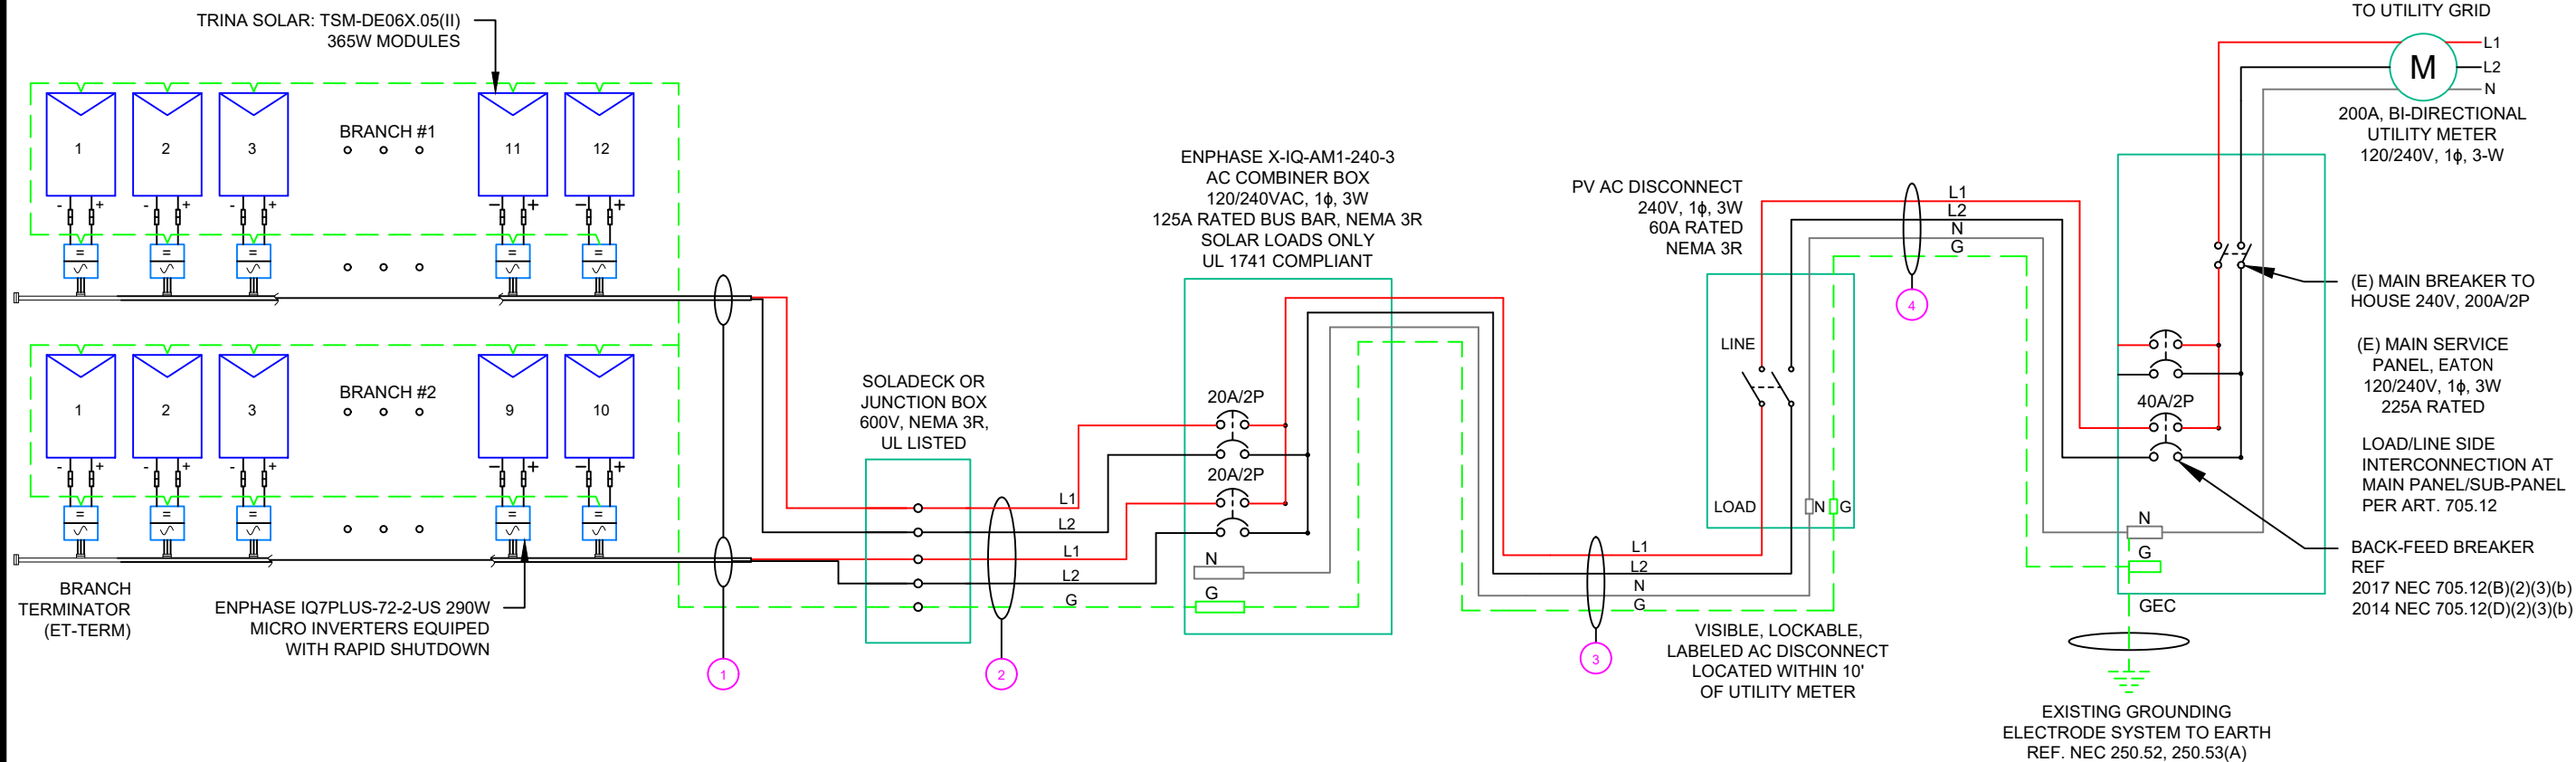 TRINA SOLAR: TSM-DE06X.05(II)
365W MODULES
BRANCH #1
1
2
3
11
12
- +
- +
- +
− +
− +
=
=
=
=
=
BRANCH #2
1
2
3
9
10
- +
- +
- +
− +
− +
=
=
=
=
=
BRANCH
TERMINATOR
(ET-TERM)
ENPHASE IQ7PLUS-72-2-US 290W
MICRO INVERTERS EQUIPED
WITH RAPID SHUTDOWN
1
SOLADECK OR
JUNCTION BOX
600V, NEMA 3R,
UL LISTED
L1
L2
L1
L2
G
2
ENPHASE X-IQ-AM1-240-3
AC COMBINER BOX
120/240VAC, 1ϕ, 3W
125A RATED BUS BAR, NEMA 3R
SOLAR LOADS ONLY
UL 1741 COMPLIANT
20A/2P
20A/2P
N
G
L1
L2
N
G
3
PV AC DISCONNECT
240V, 1ϕ, 3W
60A RATED
NEMA 3R
LINE
LOAD
N G
VISIBLE, LOCKABLE,
LABELED AC DISCONNECT
LOCATED WITHIN 10'
OF UTILITY METER
L1
L2
N
G
4
TO UTILITY GRID
M
L1
L2
N
200A, BI-DIRECTIONAL
UTILITY METER
120/240V, 1ϕ, 3-W
(E) MAIN BREAKER TO
HOUSE 240V, 200A/2P
(E) MAIN SERVICE
PANEL, EATON
120/240V, 1ϕ, 3W
225A RATED
40A/2P
LOAD/LINE SIDE
INTERCONNECTION AT
MAIN PANEL/SUB-PANEL
PER ART. 705.12
N
G
BACK-FEED BREAKER
REF
2017 NEC 705.12(B)(2)(3)(b)
2014 NEC 705.12(D)(2)(3)(b)
GEC
EXISTING GROUNDING
ELECTRODE SYSTEM TO EARTH
REF. NEC 250.52, 250.53(A)